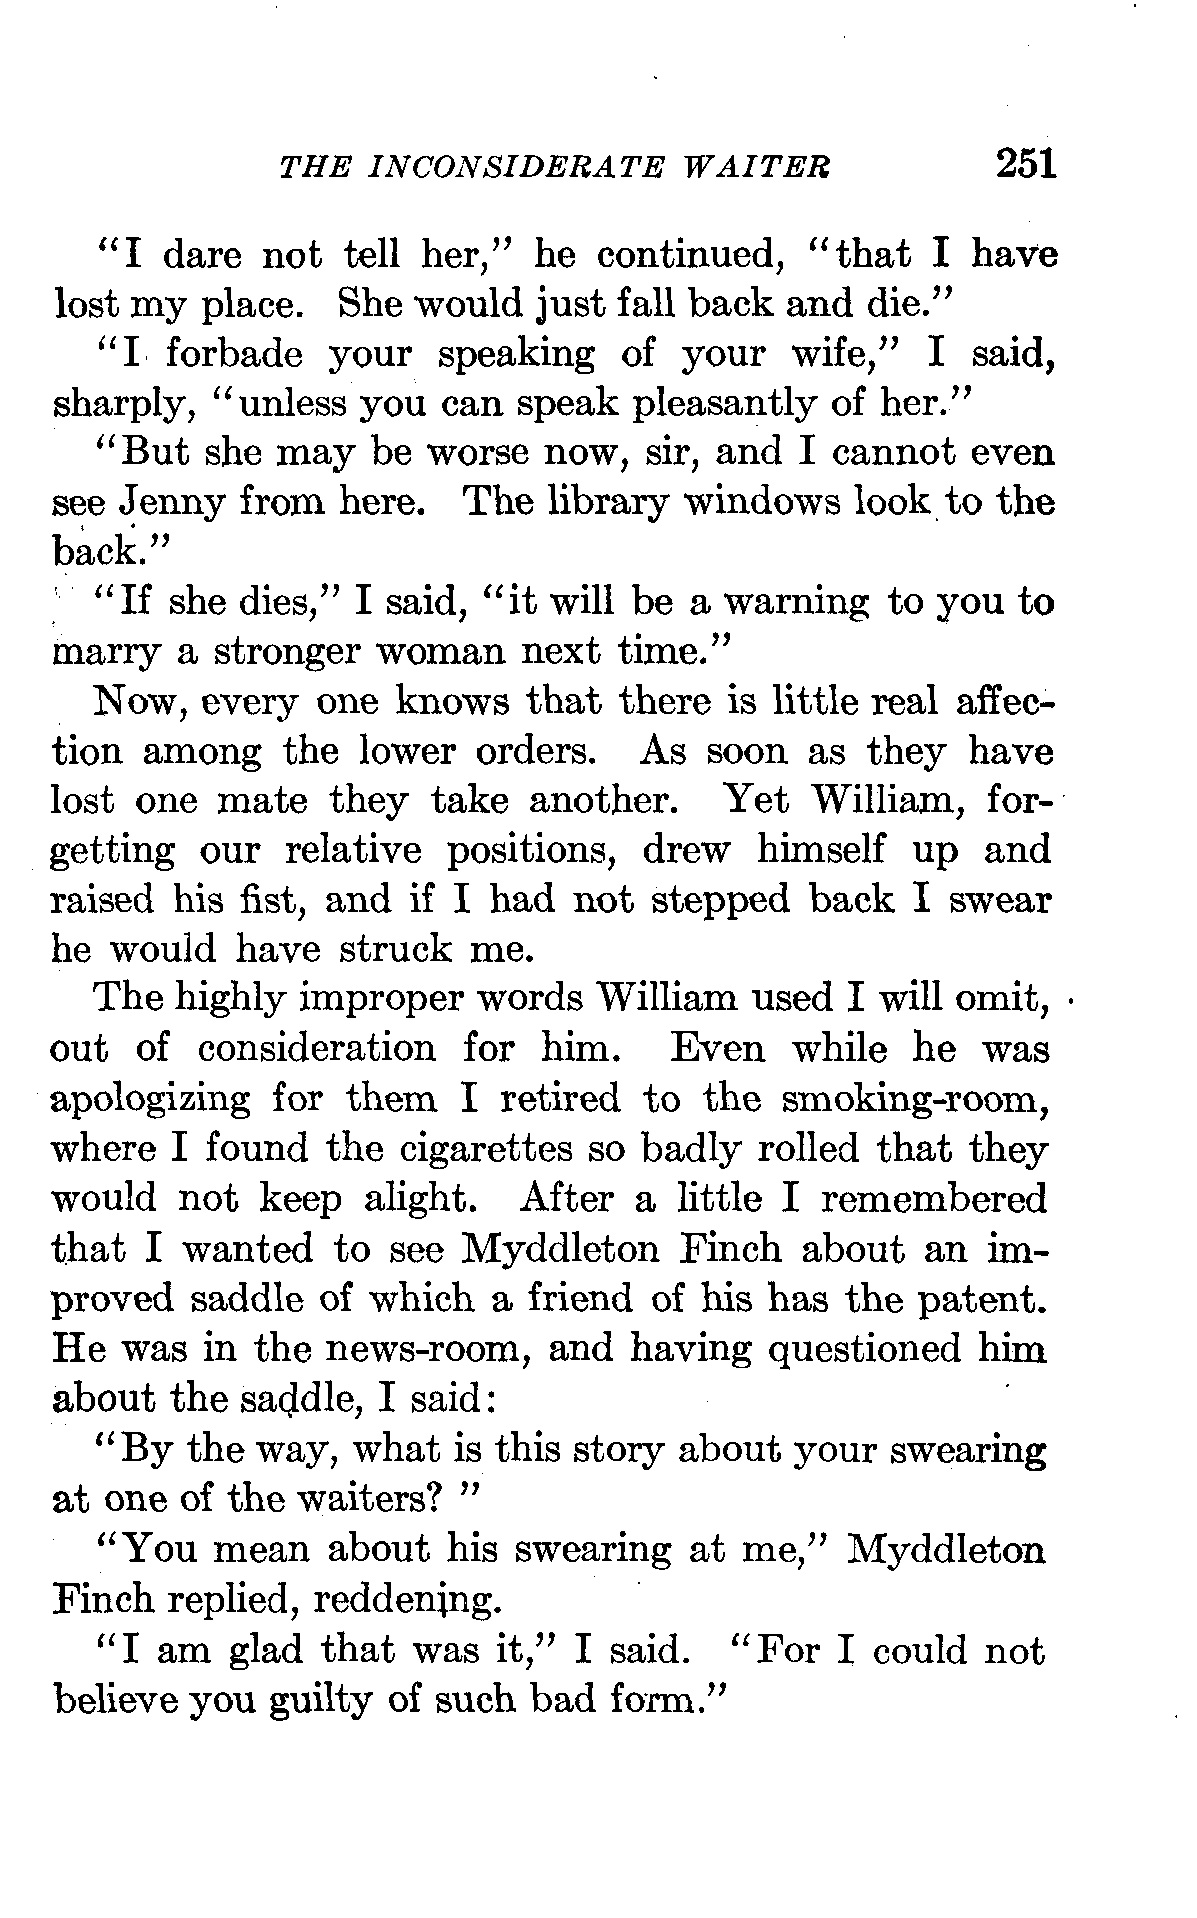 THE INCONSIDERATE WAITER 251
"I dare not tell her," he continued, "that I have
lost my place. She would just fall back and die."
"I forbade your speaking of your wife," I said,
sharply, "unless you can speak pleasantly of her."
"But she may be worse now, sir, and I cannot even
see Jenny from here. The library windows look to the
back."
"If she dies," I said, "it will be a warning to you to
marry a stronger woman next time."
Now, every one knows that there is little real affec-
tion among the lower orders. As soon as they have
lost one mate they take another. Yet William, for-
getting our relative positions, drew himself up and
raised his fist, and if I had not stepped back I swear
he would have struck me.
The highly improper words William used I will omit,
out of consideration for him. Even while he was
apologizing for them I retired to the smoking-room,
where I found the cigarettes so badly rolled that they
would not keep alight. After a little I remembered
that I wanted to see Myddleton Finch about an im-
proved saddle of which a friend of his has the patent.
He was in the news-room, and having questioned him
about the saddle, I said:
"By the way, what is this story about your swearing
at one of the waiters? "
"You mean about his swearing at me," Myddleton
Finch replied, reddening.
"I am glad that was it," I said. "For I could not
believe you guilty of such bad form."